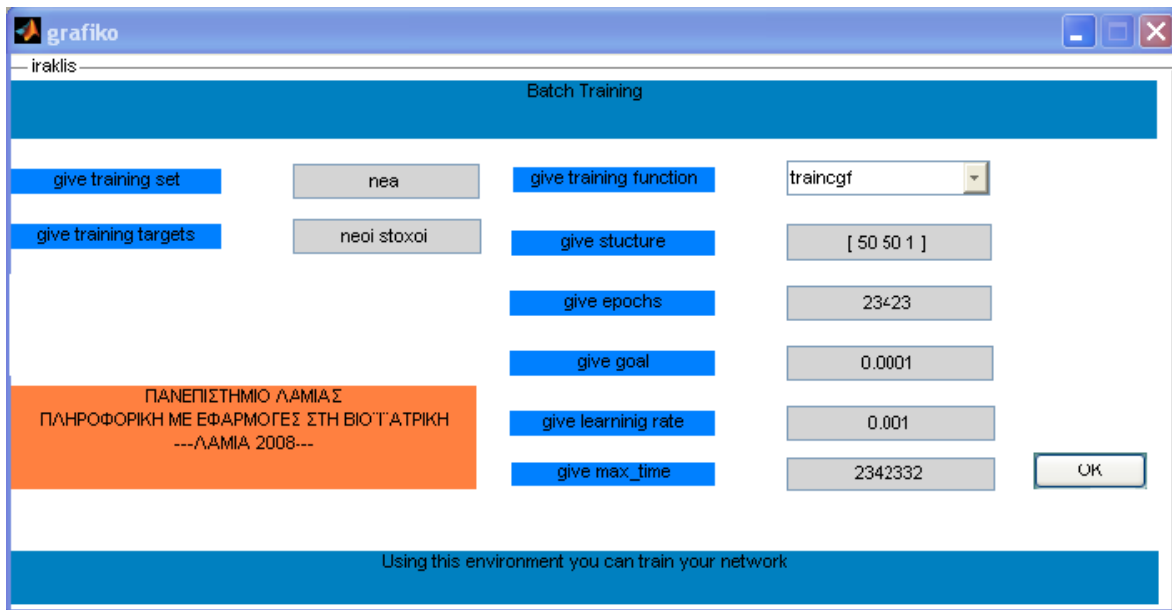 grafiko
iraklis
Batch Training
give training set
nea
give training function
traincgf
give training targets
neoi stoxoi
give stucture
[ 50 50 1 ]
give epochs
23423
give goal
0.0001
ΠΑΝΕΠΙΣΤΗΜΙΟ ΛΑΜΙΑΣ
ΠΛΗΡΟΦΟΡΙΚΗ ΜΕ ΕΦΑΡΜΟΓΕΣ ΣΤΗ ΒΙΟΪΑΤΡΙΚΗ
---ΛΑΜΙΑ 2008---
give learninig rate
0.001
give max_time
2342332
OK
Using this environment you can train your network